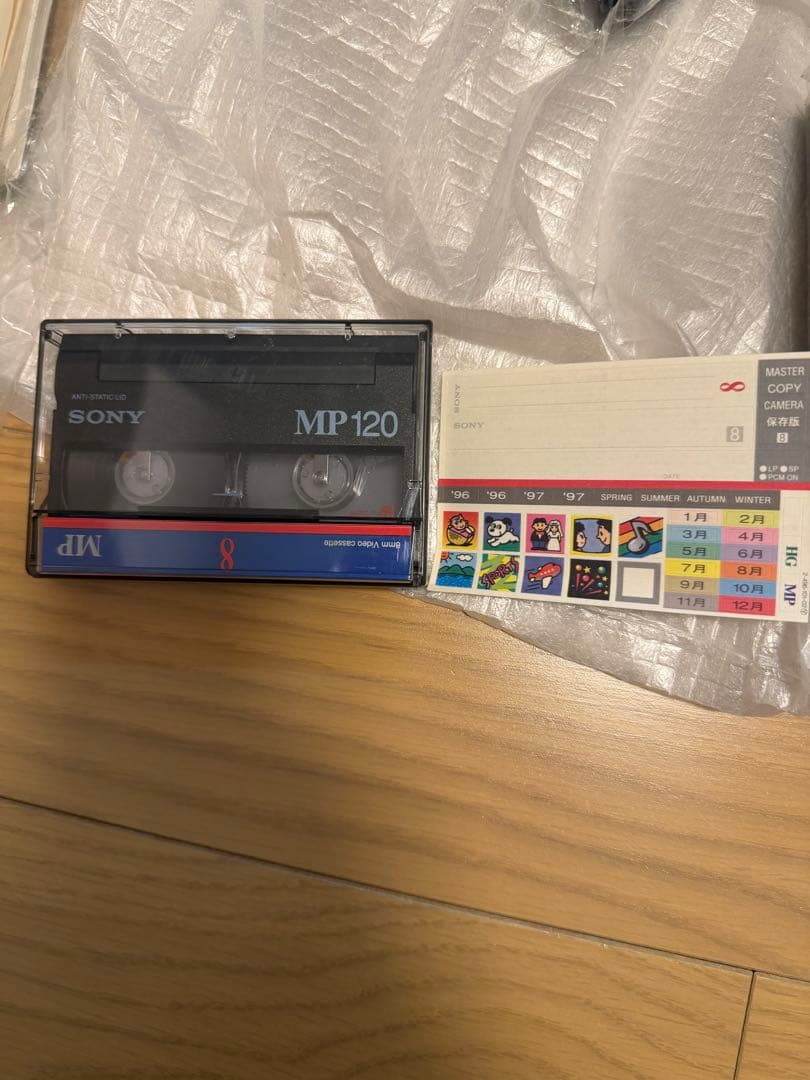 ANTI-STATIC LID
SONY
MP 120
MP
8
8mm Video cassette
SONY
SONY
8
8
DATE
MASTER
COPY
CAMERA
保存版
8
●LP ●SP
●PCM ON
'96 '96 '97 '97 SPRING SUMMER AUTUMN WINTER
1月 2月
3月 4月
5月 6月
7月 8月
9月 10月
11月 12月
HG MP